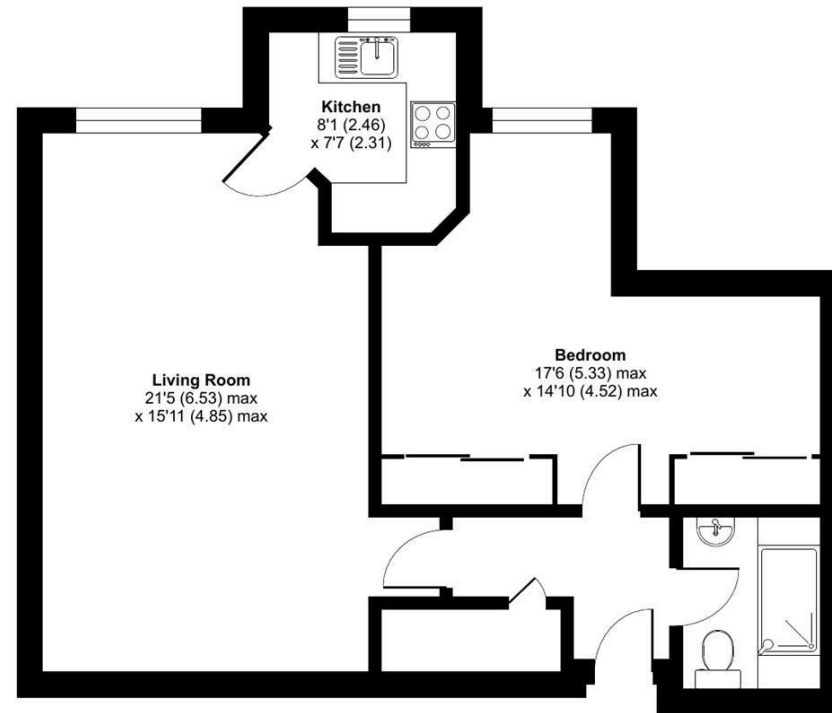 Kitchen
8'1 (2.46)
x 7'7 (2.31)
Bedroom
17'6 (5.33) max
x 14'10 (4.52) max
Living Room
21'5 (6.53) max
x 15'11 (4.85) max